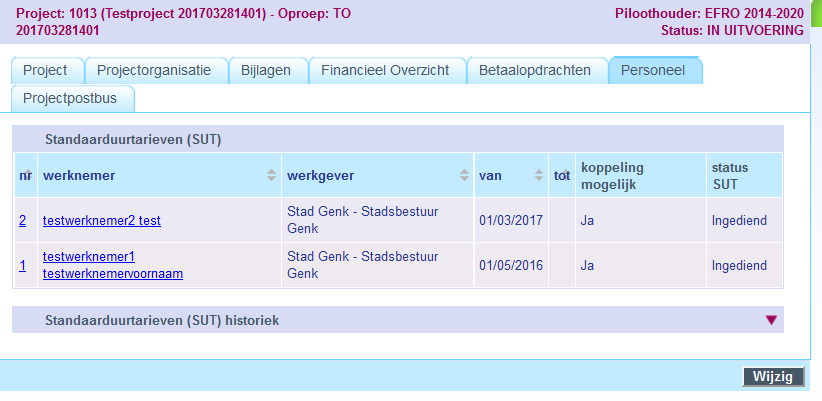 Project: 1013 (Testproject 201703281401) - Oproep: TO
201703281401
Piloothouder: EFRO 2014-2020
Status: IN UITVOERING
Project Projectorganisatie Bijlagen Financieel Overzicht Betaalopdrachten Personeel
Projectpostbus
Standaarduurtarieven (SUT)
nr werknemer werkgever van tot koppeling mogelijk status SUT
2 testwerknemer2 test Stad Genk - Stadsbestuur Genk 01/03/2017 Ja Ingediend
1 testwerknemer1 testwerknemervoornaam Stad Genk - Stadsbestuur Genk 01/05/2016 Ja Ingediend
Standaarduurtarieven (SUT) historiek
Wijzig